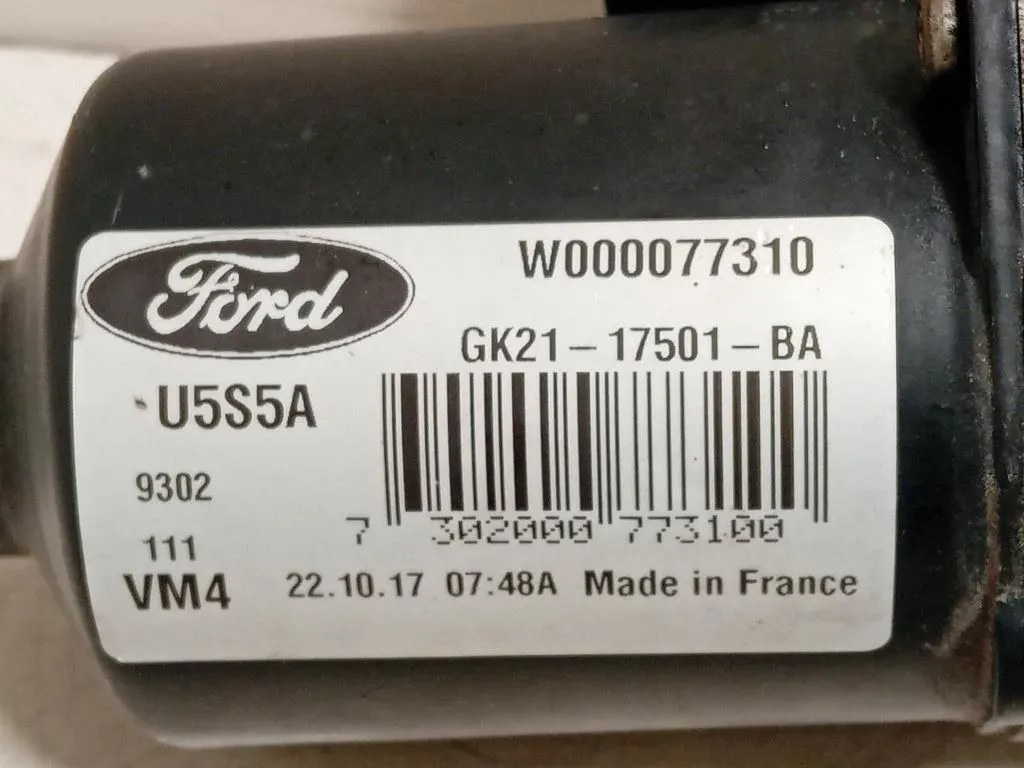 Ford
W000077310
GK21-17501-BA
U5S5A
9302
7 302000 773100
111
VM4
22.10.17 07:48A Made in France